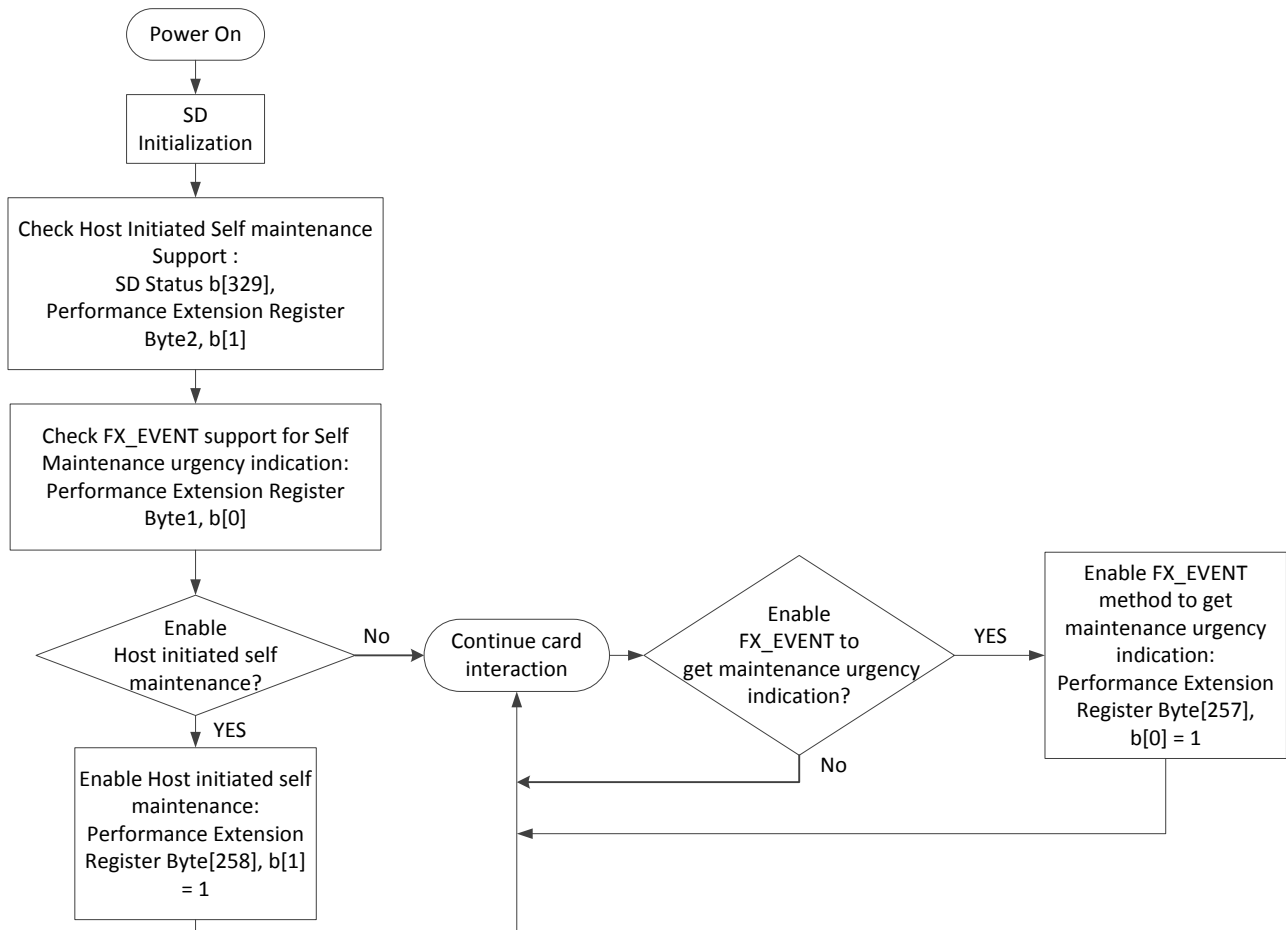 Power On
SD
Initialization
Check Host Initiated Self maintenance
Support :
SD Status b[329],
Performance Extension Register
Byte2, b[1]
Check FX_EVENT support for Self
Maintenance urgency indication:
Performance Extension Register
Byte1, b[0]
Enable
Host initiated self
maintenance?
No
YES
Enable Host initiated self
maintenance:
Performance Extension
Register Byte[258], b[1]
= 1
Continue card
interaction
Enable
FX_EVENT to
get maintenance urgency
indication?
YES
No
Enable FX_EVENT
method to get
maintenance urgency
indication:
Performance Extension
Register Byte[257],
b[0] = 1